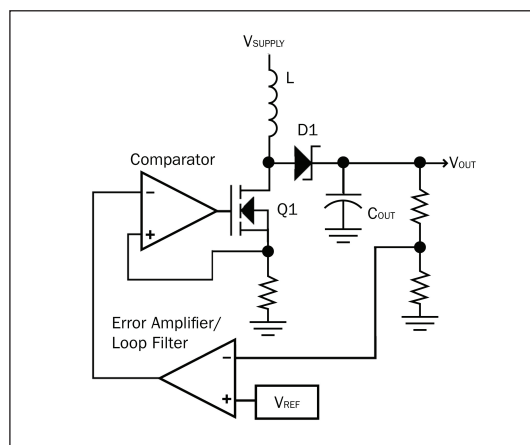 VSUPPLY
L
D1
Comparator
VOUT
−
+
Q1
COUT
Error Amplifier/
Loop Filter
−
+
VREF